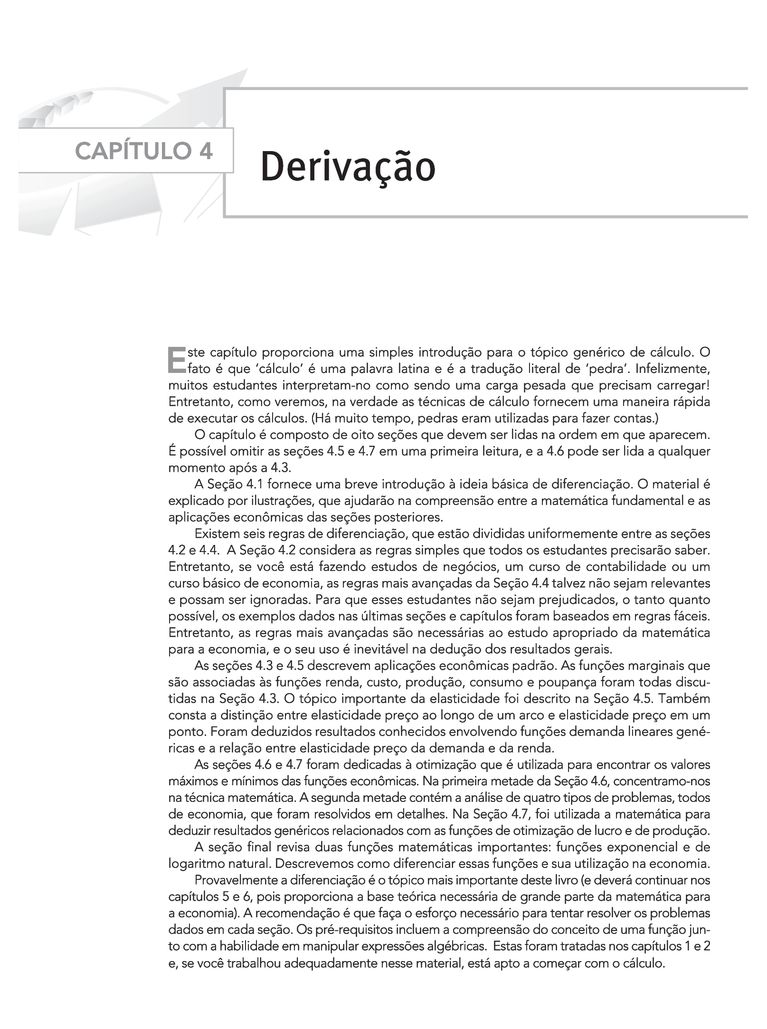 CAPÍTULO 4
Derivação
Este capítulo proporciona uma simples introdução para o tópico genérico de cálculo. O
fato é que ‘cálculo’ é uma palavra latina e é a tradução literal de ‘pedra’. Infelizmente,
muitos estudantes interpretam-no como sendo uma carga pesada que precisam carregar!
Entretanto, como veremos, na verdade as técnicas de cálculo fornecem uma maneira rápida
de executar os cálculos. (Há muito tempo, pedras eram utilizadas para fazer contas.)
O capítulo é composto de oito seções que devem ser lidas na ordem em que aparecem.
É possível omitir as seções 4.5 e 4.7 em uma primeira leitura, e a 4.6 pode ser lida a qualquer
momento após a 4.3.
A Seção 4.1 fornece uma breve introdução à ideia básica de diferenciação. O material é
explicado por ilustrações, que ajudarão na compreensão entre a matemática fundamental e as
aplicações econômicas das seções posteriores.
Existem seis regras de diferenciação, que estão divididas uniformemente entre as seções
4.2 e 4.4. A Seção 4.2 considera as regras simples que todos os estudantes precisarão saber.
Entretanto, se você está fazendo estudos de negócios, um curso de contabilidade ou um
curso básico de economia, as regras mais avançadas da Seção 4.4 talvez não sejam relevantes
e possam ser ignoradas. Para que esses estudantes não sejam prejudicados, o tanto quanto
possível, os exemplos dados nas últimas seções e capítulos foram baseados em regras fáceis.
Entretanto, as regras mais avançadas são necessárias ao estudo apropriado da matemática
para a economia, e o seu uso é inevitável na dedução dos resultados gerais.
As seções 4.3 e 4.5 descrevem aplicações econômicas padrão. As funções marginais que
são associadas às funções renda, custo, produção, consumo e poupança foram todas discu-
tidas na Seção 4.3. O tópico importante da elasticidade foi descrito na Seção 4.5. Também
consta a distinção entre elasticidade preço ao longo de um arco e elasticidade preço em um
ponto. Foram deduzidos resultados conhecidos envolvendo funções demanda lineares gené-
ricas e a relação entre elasticidade preço da demanda e da renda.
As seções 4.6 e 4.7 foram dedicadas à otimização que é utilizada para encontrar os valores
máximos e mínimos das funções econômicas. Na primeira metade da Seção 4.6, concentramo-nos
na técnica matemática. A segunda metade contém a análise de quatro tipos de problemas, todos
de economia, que foram resolvidos em detalhes. Na Seção 4.7, foi utilizada a matemática para
deduzir resultados genéricos relacionados com as funções de otimização de lucro e de produção.
A seção final revisa duas funções matemáticas importantes: funções exponencial e de
logaritmo natural. Descrevemos como diferenciar essas funções e sua utilização na economia.
Provavelmente a diferenciação é o tópico mais importante deste livro (e deverá continuar nos
capítulos 5 e 6, pois proporciona a base teórica necessária de grande parte da matemática para
a economia). A recomendação é que faça o esforço necessário para tentar resolver os problemas
dados em cada seção. Os pré-requisitos incluem a compreensão do conceito de uma função jun-
to com a habilidade em manipular expressões algébricas. Estas foram tratadas nos capítulos 1 e 2
e, se você trabalhou adequadamente nesse material, está apto a começar com o cálculo.